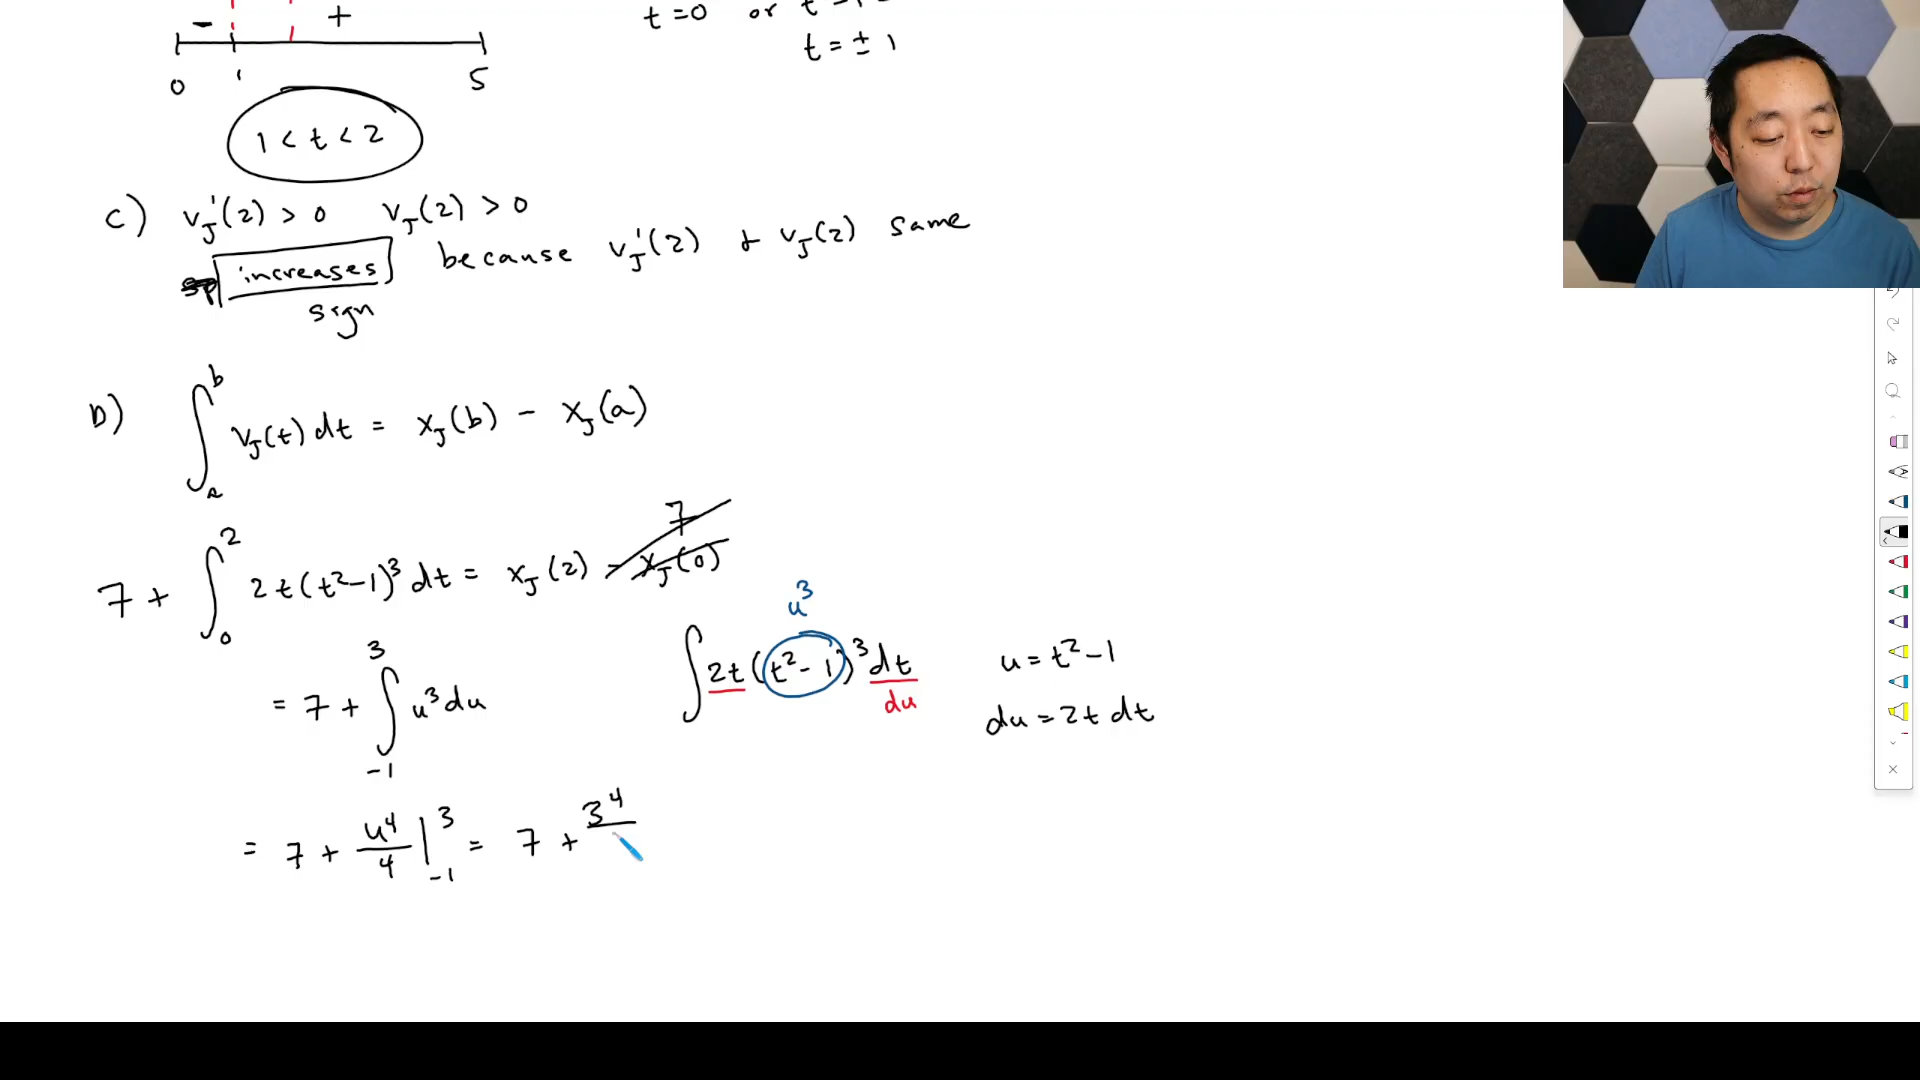 - +
t = 0 or
t = ± 1
0 1 5
1 < t < 2
c) vJ'(2) > 0 vJ(2) > 0
increases because vJ'(2) + vJ(2) same
sign
D) ∫_a^b vJ(t) dt = xJ(b) - xJ(a)
7
7 + ∫_0^2 2t(t²-1)³ dt = xJ(2) - xJ(0)
u³
= 7 + ∫_{-1}^3 u³ du ∫ 2t(t²-1)³ dt u = t²-1
du du = 2t dt
= 7 + u⁴/4 |_{-1}^3 = 7 + 3⁴